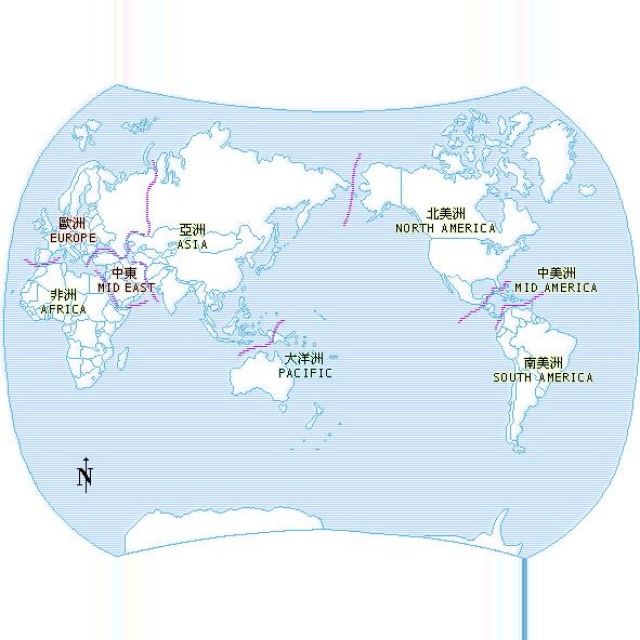 歐洲
EUROPE
亞洲
ASIA
北美洲
NORTH AMERICA
中東
MID EAST
中美洲
MID AMERICA
非洲
AFRICA
大洋洲
PACIFIC
南美洲
SOUTH AMERICA
N